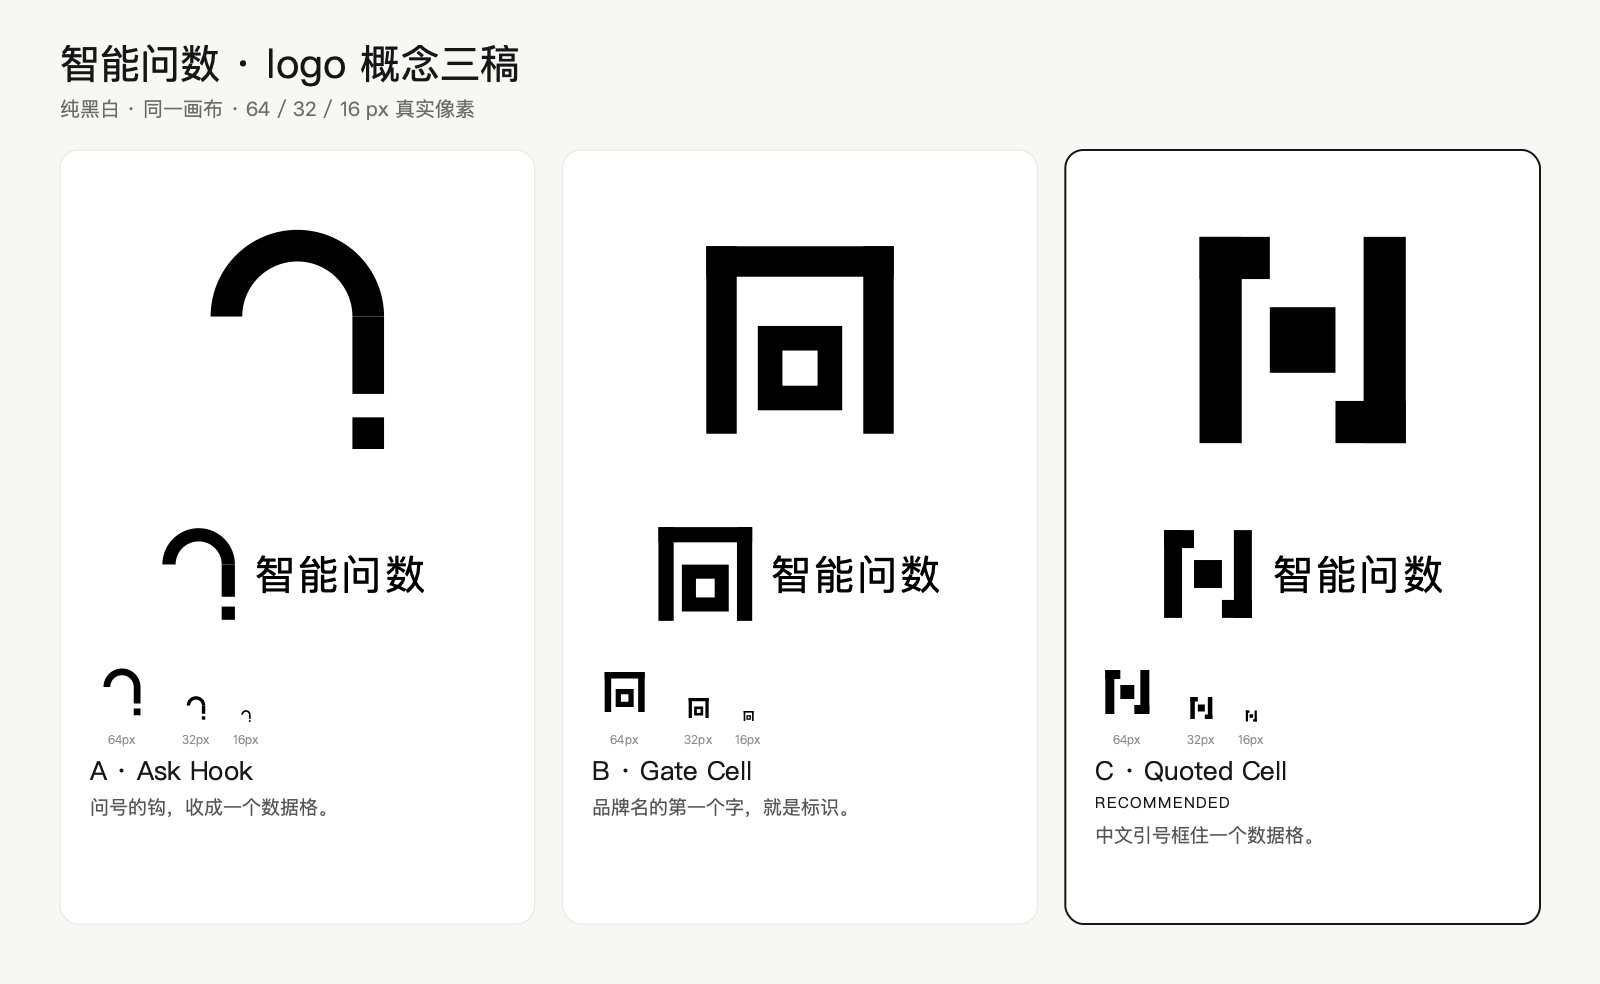 智能问数 · logo 概念三稿
纯黑白 · 同一画布 · 64 / 32 / 16 px 真实像素
智能问数
64px 32px 16px
A · Ask Hook
问号的钩，收成一个数据格。
智能问数
64px 32px 16px
B · Gate Cell
品牌名的第一个字，就是标识。
智能问数
64px 32px 16px
C · Quoted Cell
RECOMMENDED
中文引号框住一个数据格。